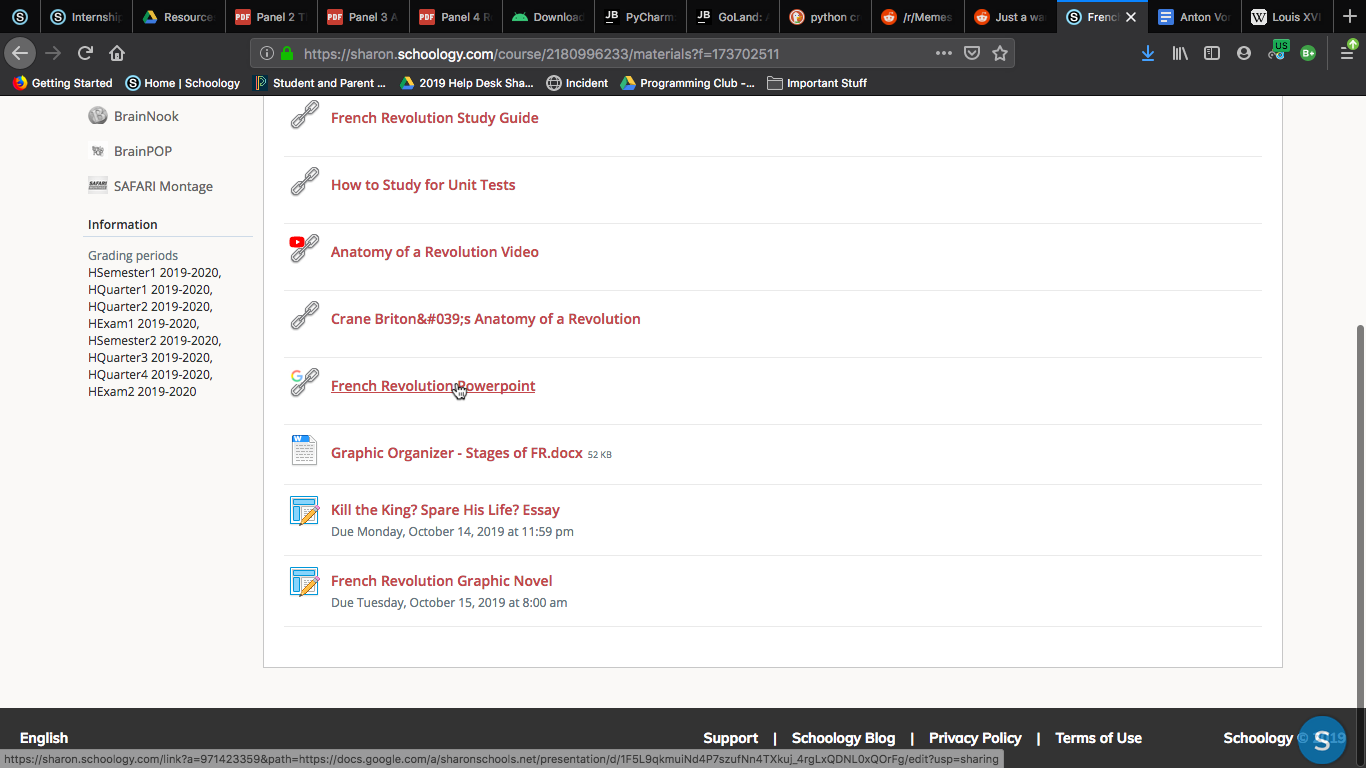 Internship
Resource
PDF Panel 2 T
PDF Panel 3 A
PDF Panel 4 R
Download
JB PyCharm
JB GoLand:
python c
/r/Memes
Just a wa
S Frenc
Anton Vo
W Louis XV
https://sharon.schoology.com/course/2180996233/materials?f=173702511
US
B+
Getting Started
Home | Schoology
Student and Parent ...
2019 Help Desk Sha...
Incident
Programming Club -...
Important Stuff
BrainNook
BrainPOP
SAFARI Montage
Information
Grading periods
HSemester1 2019-2020,
HQuarter1 2019-2020,
HQuarter2 2019-2020,
HExam1 2019-2020,
HSemester2 2019-2020,
HQuarter3 2019-2020,
HQuarter4 2019-2020,
HExam2 2019-2020
French Revolution Study Guide
How to Study for Unit Tests
Anatomy of a Revolution Video
Crane Briton&#039;s Anatomy of a Revolution
French Revolution Powerpoint
Graphic Organizer - Stages of FR.docx 52 KB
Kill the King? Spare His Life? Essay
Due Monday, October 14, 2019 at 11:59 pm
French Revolution Graphic Novel
Due Tuesday, October 15, 2019 at 8:00 am
English
Support | Schoology Blog | Privacy Policy | Terms of Use
Schoology ©
S
https://sharon.schoology.com/link?a=971423359&path=https://docs.google.com/a/sharonschools.net/presentation/d/1F5L9qkmuiNd4P7szufNn4TXkuj_4rgLxQDNL0xQOrFg/edit?usp=sharing